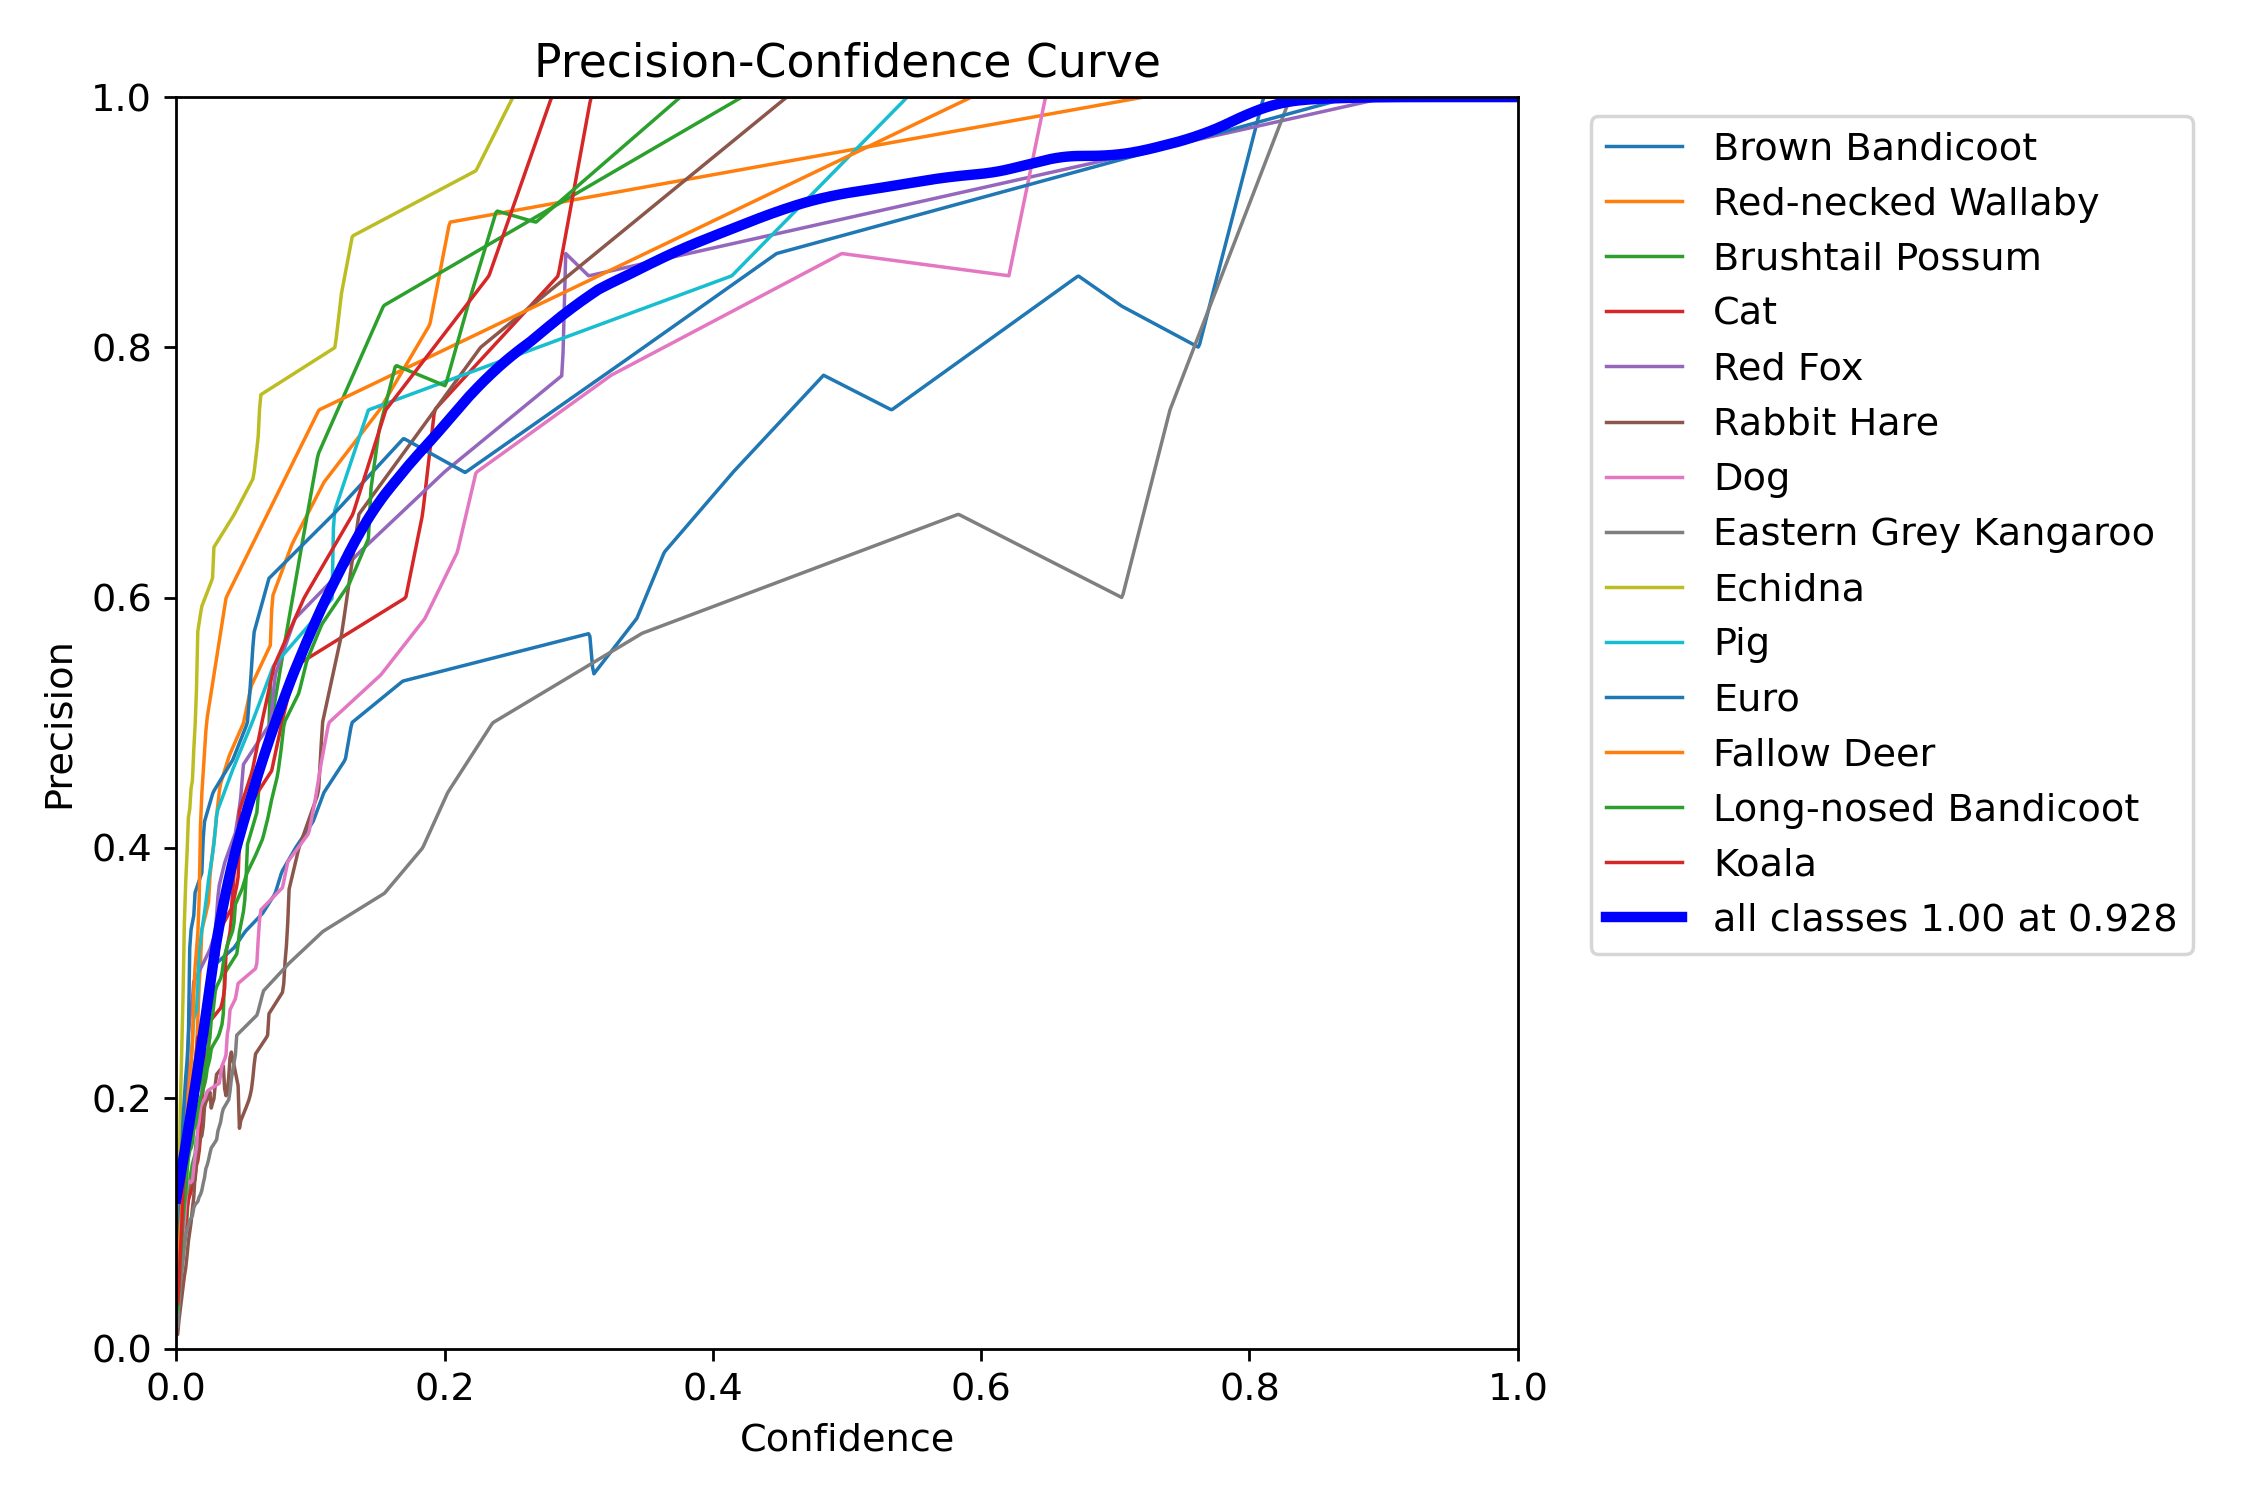 Precision-Confidence Curve
1.0
0.8
0.6
0.4
0.2
0.0
Precision
0.0 0.2 0.4 0.6 0.8 1.0
Confidence
Brown Bandicoot
Red-necked Wallaby
Brushtail Possum
Cat
Red Fox
Rabbit Hare
Dog
Eastern Grey Kangaroo
Echidna
Pig
Euro
Fallow Deer
Long-nosed Bandicoot
Koala
all classes 1.00 at 0.928